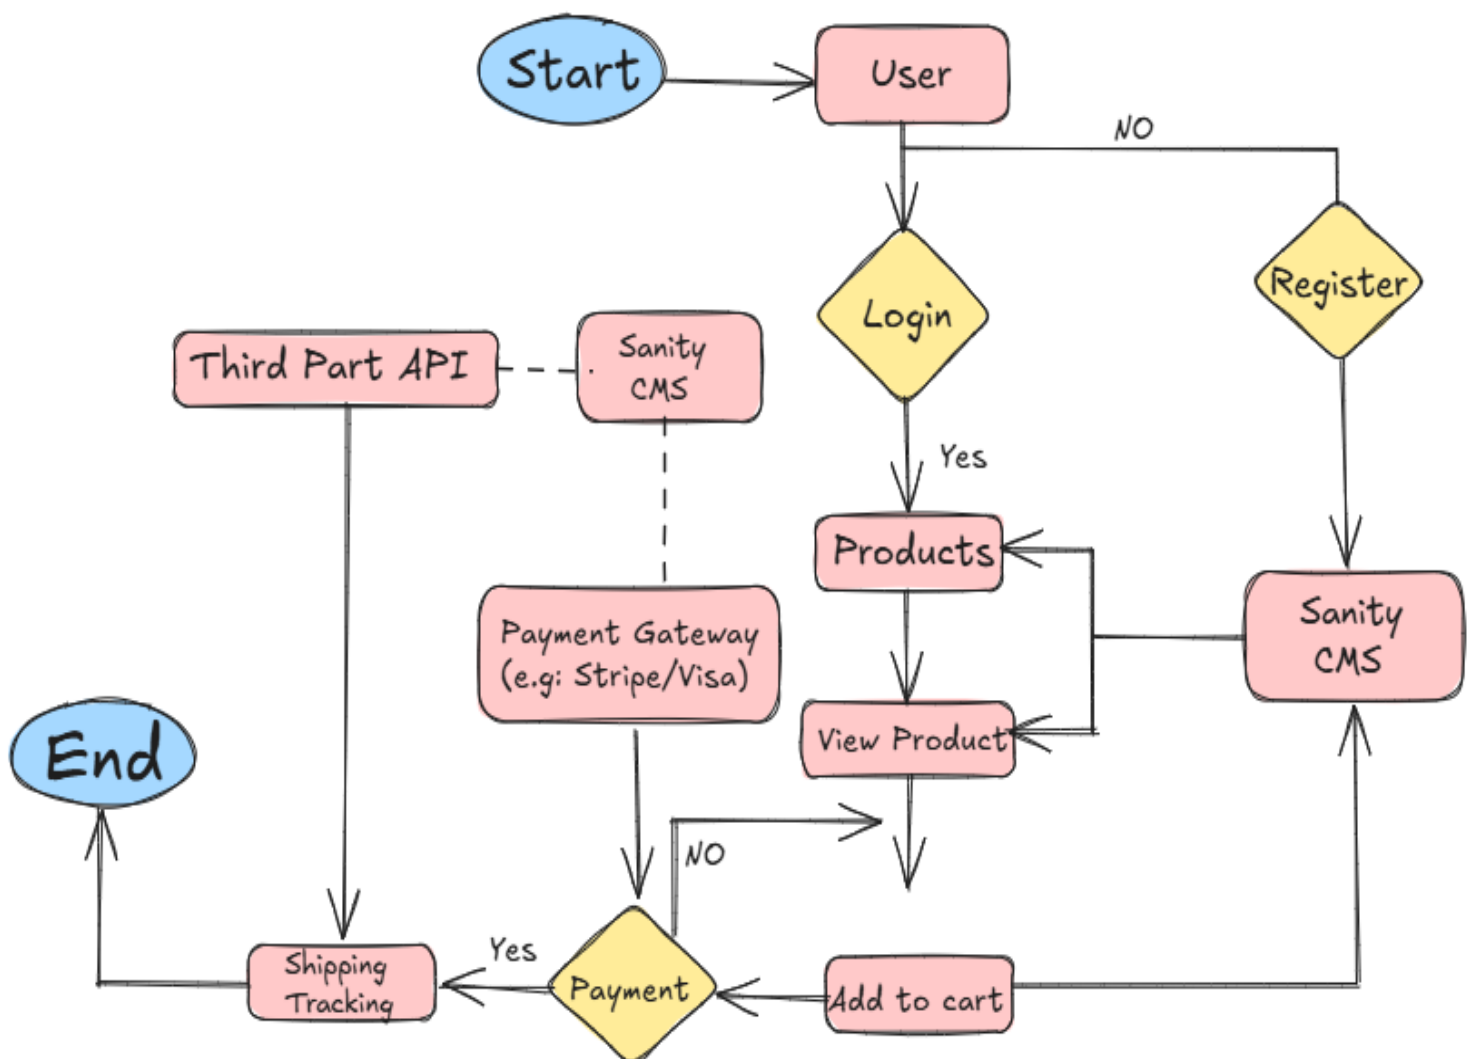 Start
User
NO
Register
Login
Third Part API
Sanity
CMS
Yes
Products
Sanity
CMS
Payment Gateway
(e.g: Stripe/Visa)
View Product
End
NO
Yes
Shipping
Tracking
Payment
Add to cart